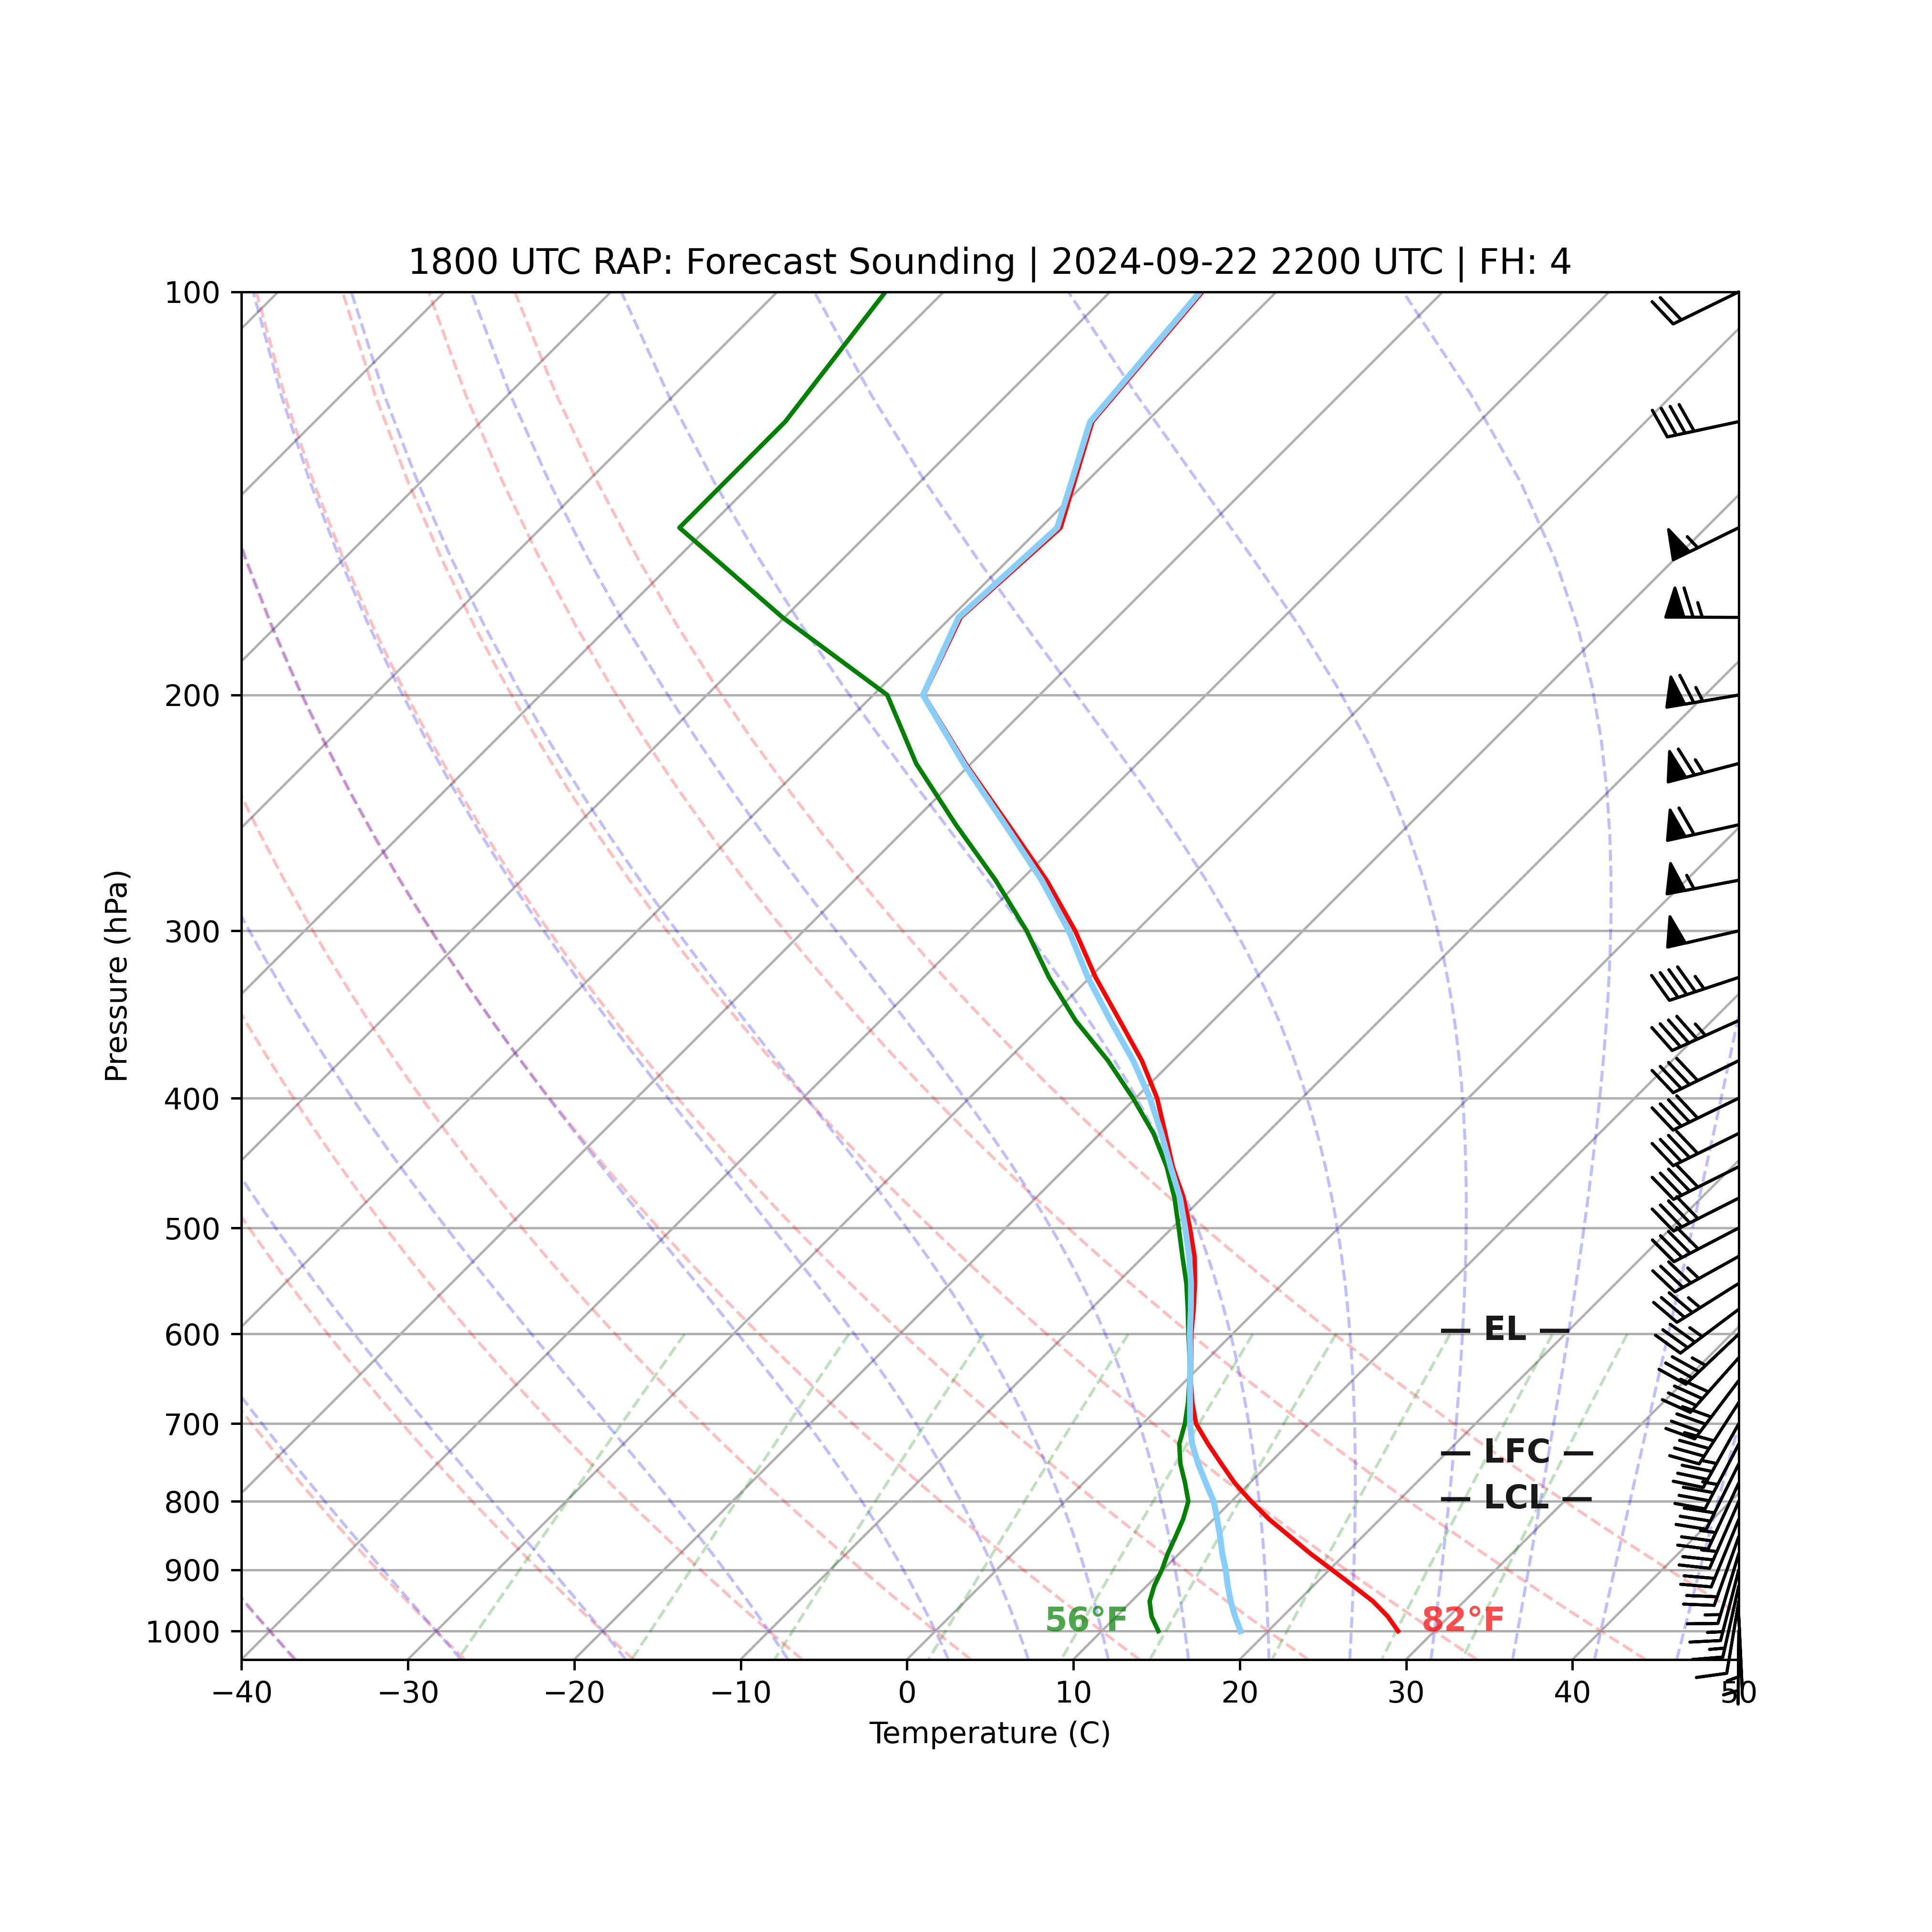 1800 UTC RAP: Forecast Sounding | 2024-09-22 2200 UTC | FH: 4
100
200
300
400
500
600
700
800
900
1000
Pressure (hPa)
— EL —
— LFC —
— LCL —
56°F
82°F
−40 −30 −20 −10 0 10 20 30 40 50
Temperature (C)